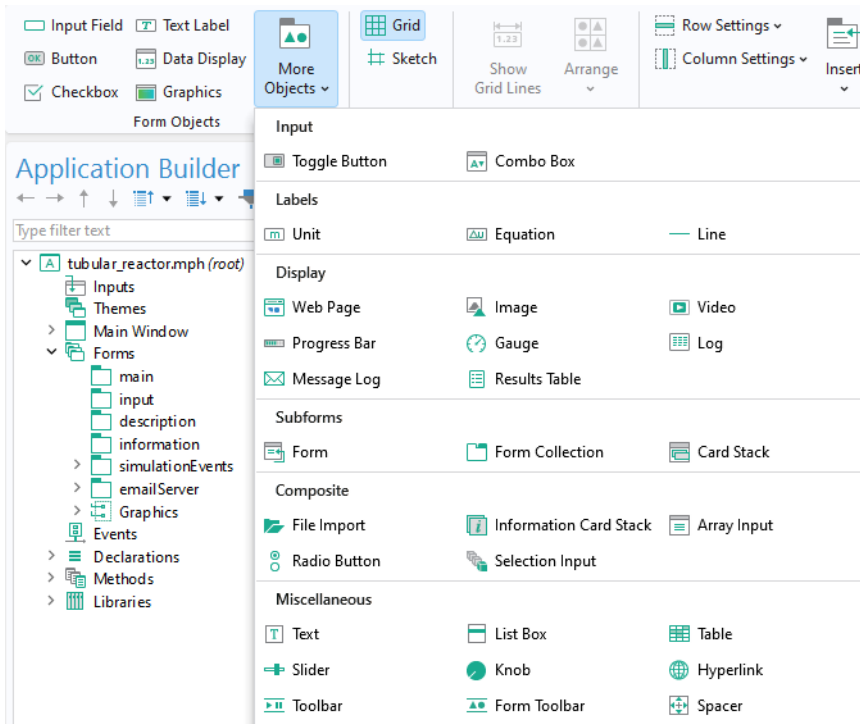 Input Field
Text Label
Button
Data Display
Checkbox
Graphics
Form Objects
More
Objects
Grid
Sketch
Show
Grid Lines
Arrange
Row Settings
Column Settings
Insert
Application Builder
Type filter text
tubular_reactor.mph (root)
Inputs
Themes
Main Window
Forms
main
input
description
information
simulationEvents
emailServer
Graphics
Events
Declarations
Methods
Libraries
Input
Toggle Button
Combo Box
Labels
Unit
Equation
Line
Display
Web Page
Image
Video
Progress Bar
Gauge
Log
Message Log
Results Table
Subforms
Form
Form Collection
Card Stack
Composite
File Import
Information Card Stack
Array Input
Radio Button
Selection Input
Miscellaneous
Text
List Box
Table
Slider
Knob
Hyperlink
Toolbar
Form Toolbar
Spacer